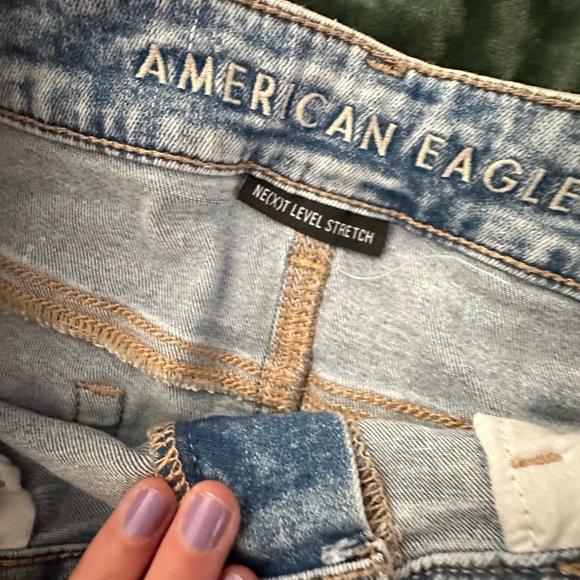 AMERICAN EAGLE
NE(X)T LEVEL STRETCH